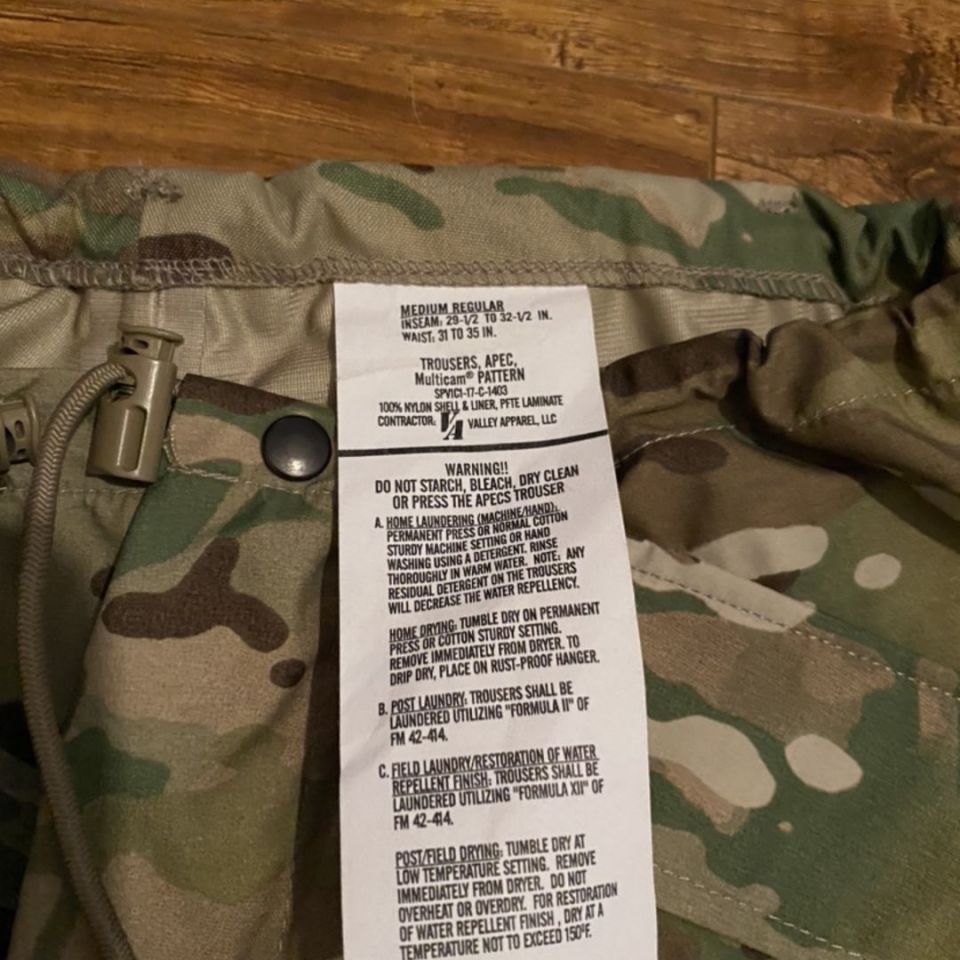 MEDIUM REGULAR
INSEAM: 29-1/2 TO 32-1/2 IN.
WAIST: 31 TO 35 IN.
TROUSERS, APEC,
Multicam® PATTERN
SPVIC1-17-C-1403
100% NYLON SHELL & LINER, PFTE LAMINATE
CONTRACTOR. VA VALLEY APPAREL, LLC
WARNING!!
DO NOT STARCH, BLEACH, DRY CLEAN
OR PRESS THE APECS TROUSER
A. HOME LAUNDERING (MACHINE/HAND):
PERMANENT PRESS OR NORMAL COTTON
STURDY MACHINE SETTING OR HAND
WASHING USING A DETERGENT. RINSE
THOROUGHLY IN WARM WATER. NOTE: ANY
RESIDUAL DETERGENT ON THE TROUSERS
WILL DECREASE THE WATER REPELLENCY.
HOME DRYING: TUMBLE DRY ON PERMANENT
PRESS OR COTTON STURDY SETTING.
REMOVE IMMEDIATELY FROM DRYER. TO
DRIP DRY, PLACE ON RUST-PROOF HANGER.
B. POST LAUNDRY: TROUSERS SHALL BE
LAUNDERED UTILIZING "FORMULA II" OF
FM 42-414.
C. FIELD LAUNDRY/RESTORATION OF WATER
REPELLENT FINISH: TROUSERS SHALL BE
LAUNDERED UTILIZING "FORMULA XII" OF
FM 42-414.
POST/FIELD DRYING: TUMBLE DRY AT
LOW TEMPERATURE SETTING. REMOVE
IMMEDIATELY FROM DRYER. DO NOT
OVERHEAT OR OVERDRY. FOR RESTORATION
OF WATER REPELLENT FINISH, DRY AT A
TEMPERATURE NOT TO EXCEED 150°F.